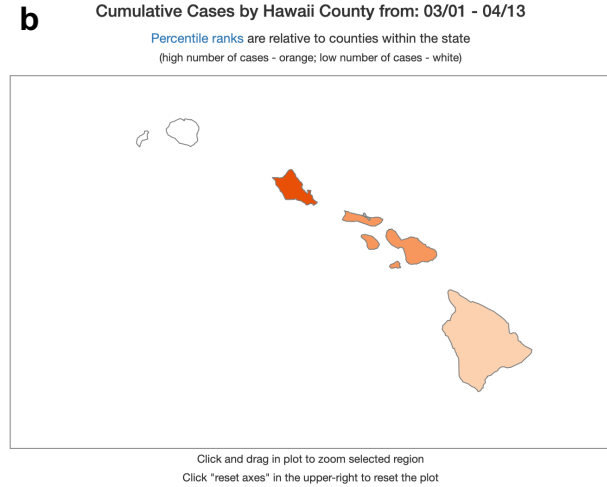 b
Cumulative Cases by Hawaii County from: 03/01 - 04/13
Percentile ranks are relative to counties within the state
(high number of cases - orange; low number of cases - white)
Click and drag in plot to zoom selected region
Click "reset axes" in the upper-right to reset the plot